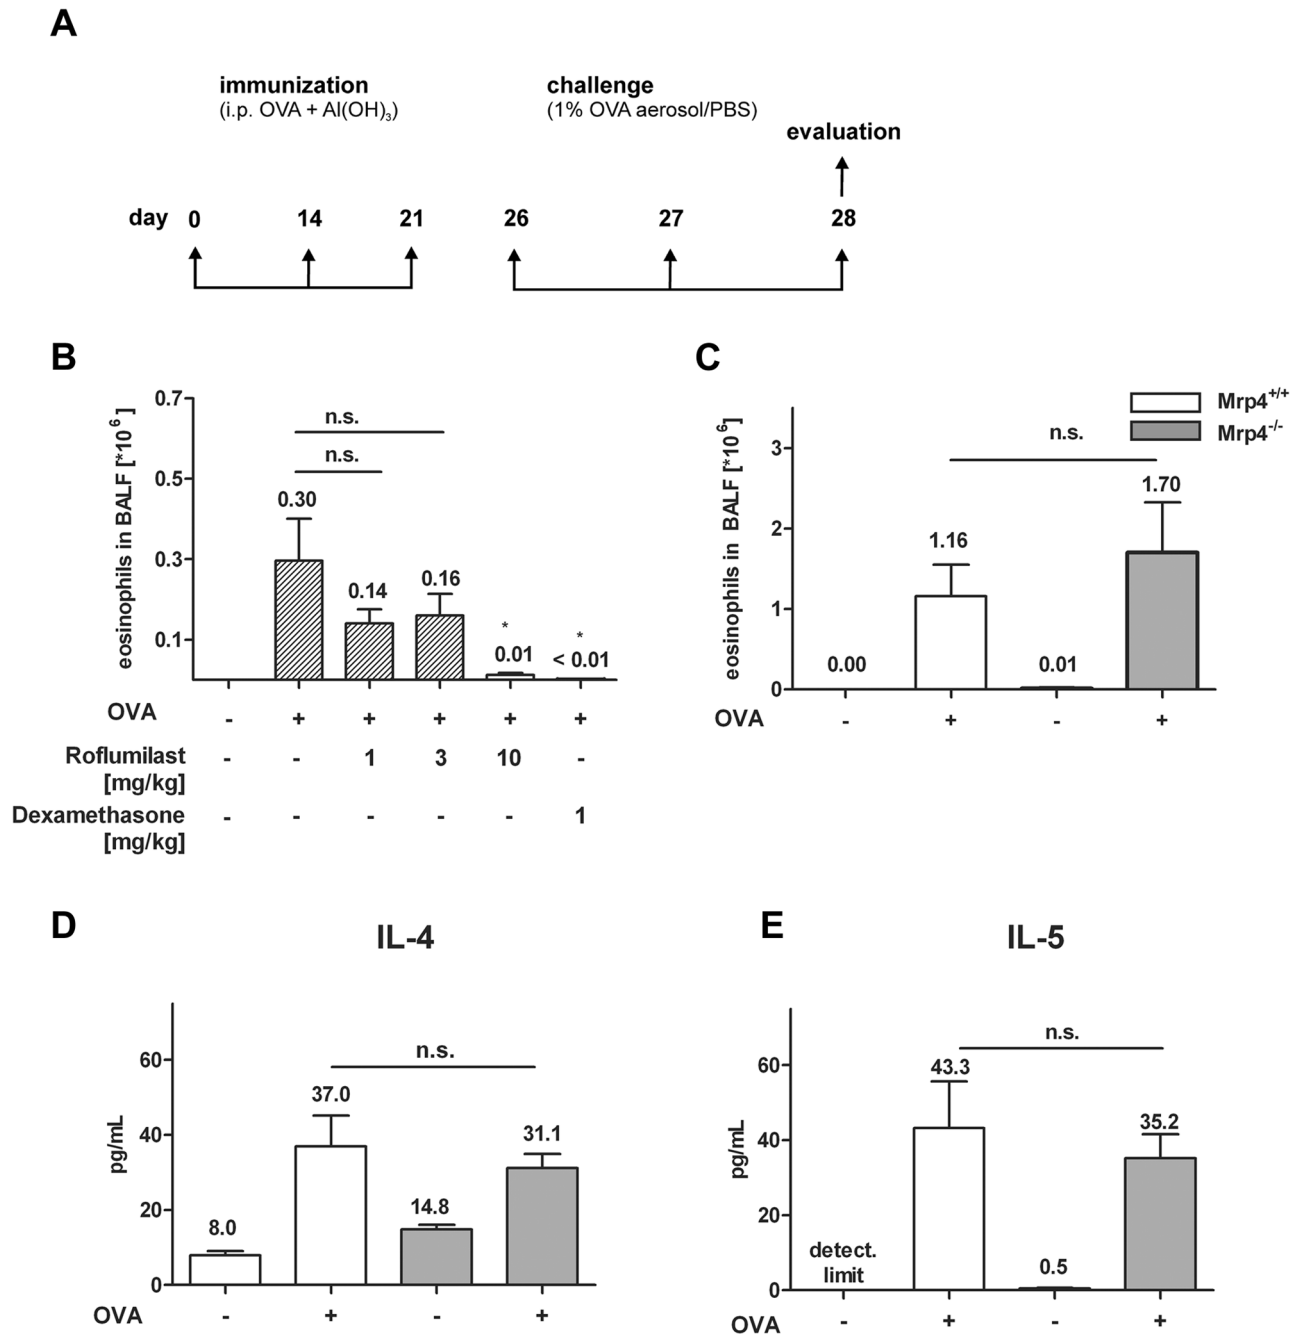 A
immunization
(i.p. OVA + Al(OH)₃)
challenge
(1% OVA aerosol/PBS)
evaluation
day 0 14 21 26 27 28
B
eosinophils in BALF [*10⁶]
0.7
0.5
0.3
0.1
n.s.
n.s.
0.30
0.14
0.16
*
0.01
*
< 0.01
OVA - + + + + +
Roflumilast - - 1 3 10 -
[mg/kg]
Dexamethasone - - - - - 1
[mg/kg]
C
Mrp4+/+
Mrp4-/-
eosinophils in BALF [*10⁶]
3
2
1
0
n.s.
0.00
1.16
0.01
1.70
OVA - + - +
D
IL-4
pg/mL
60
40
20
0
n.s.
8.0
37.0
14.8
31.1
OVA - + - +
E
IL-5
pg/mL
60
40
20
0
n.s.
detect.
limit
43.3
0.5
35.2
OVA - + - +